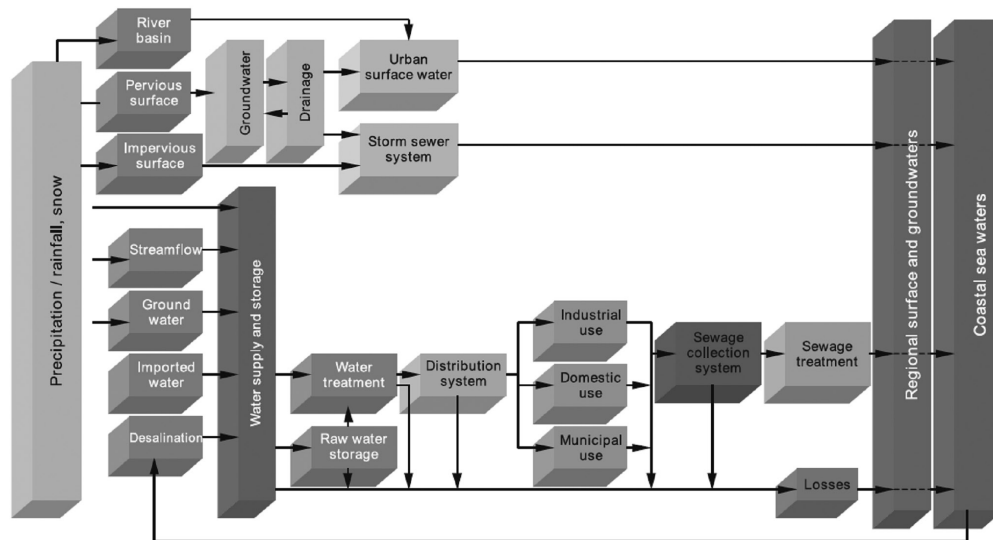 Precipitation / rainfall, snow
River
basin
Pervious
surface
Impervious
surface
Groundwater
Drainage
Urban
surface water
Storm sewer
system
Streamflow
Ground
water
Imported
water
Desalination
Water supply and storage
Water
treatment
Raw water
storage
Distribution
system
Industrial
use
Domestic
use
Municipal
use
Sewage
collection
system
Sewage
treatment
Losses
Regional surface and groundwaters
Coastal sea waters